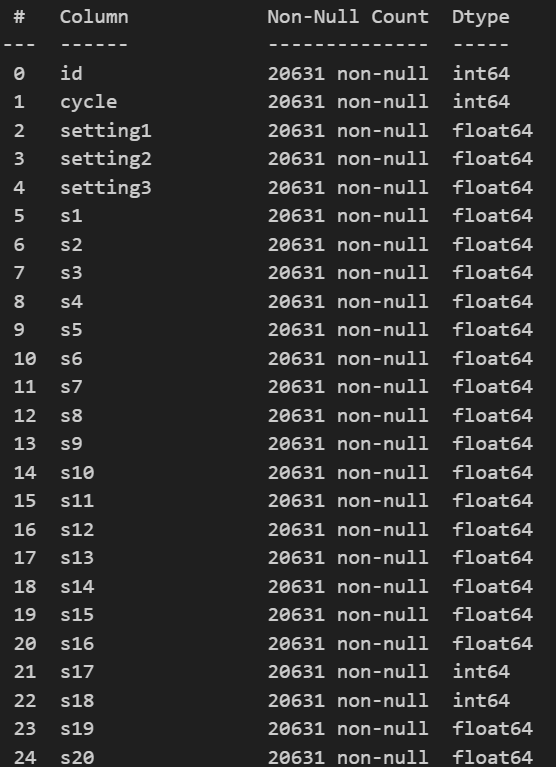 #   Column            Non-Null Count  Dtype
---  ------            --------------  -----
0   id                20631 non-null  int64
1   cycle             20631 non-null  int64
2   setting1          20631 non-null  float64
3   setting2          20631 non-null  float64
4   setting3          20631 non-null  float64
5   s1                20631 non-null  float64
6   s2                20631 non-null  float64
7   s3                20631 non-null  float64
8   s4                20631 non-null  float64
9   s5                20631 non-null  float64
10  s6                20631 non-null  float64
11  s7                20631 non-null  float64
12  s8                20631 non-null  float64
13  s9                20631 non-null  float64
14  s10               20631 non-null  float64
15  s11               20631 non-null  float64
16  s12               20631 non-null  float64
17  s13               20631 non-null  float64
18  s14               20631 non-null  float64
19  s15               20631 non-null  float64
20  s16               20631 non-null  float64
21  s17               20631 non-null  int64
22  s18               20631 non-null  int64
23  s19               20631 non-null  float64
24  s20               20631 non-null  float64